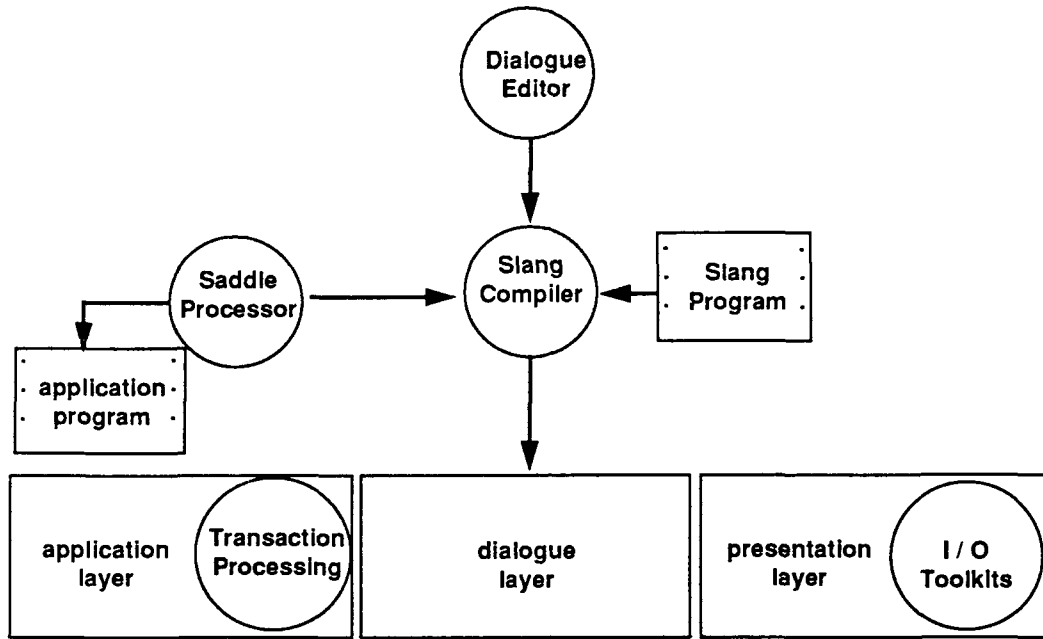 Dialogue
Editor
Saddle
Processor
Slang
Compiler
Slang
Program
application
program
application
layer
Transaction
Processing
dialogue
layer
presentation
layer
I / O
Toolkits